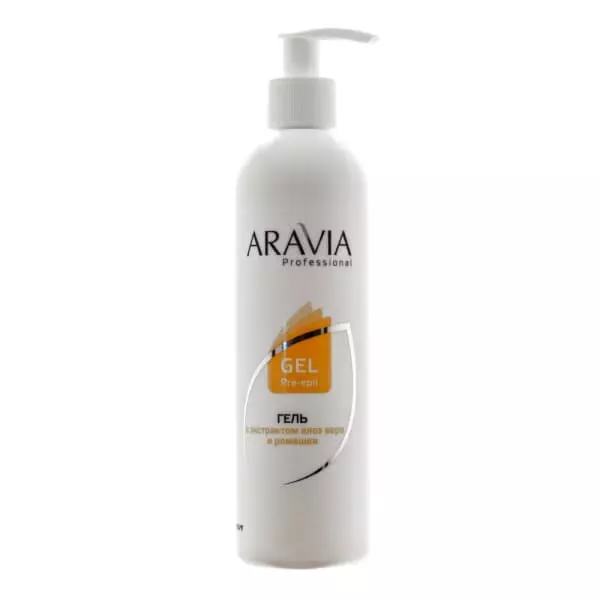 ARAVIA
Professional
GEL
Pre-epil
ГЕЛЬ
с экстрактом алоэ вера
и ромашки